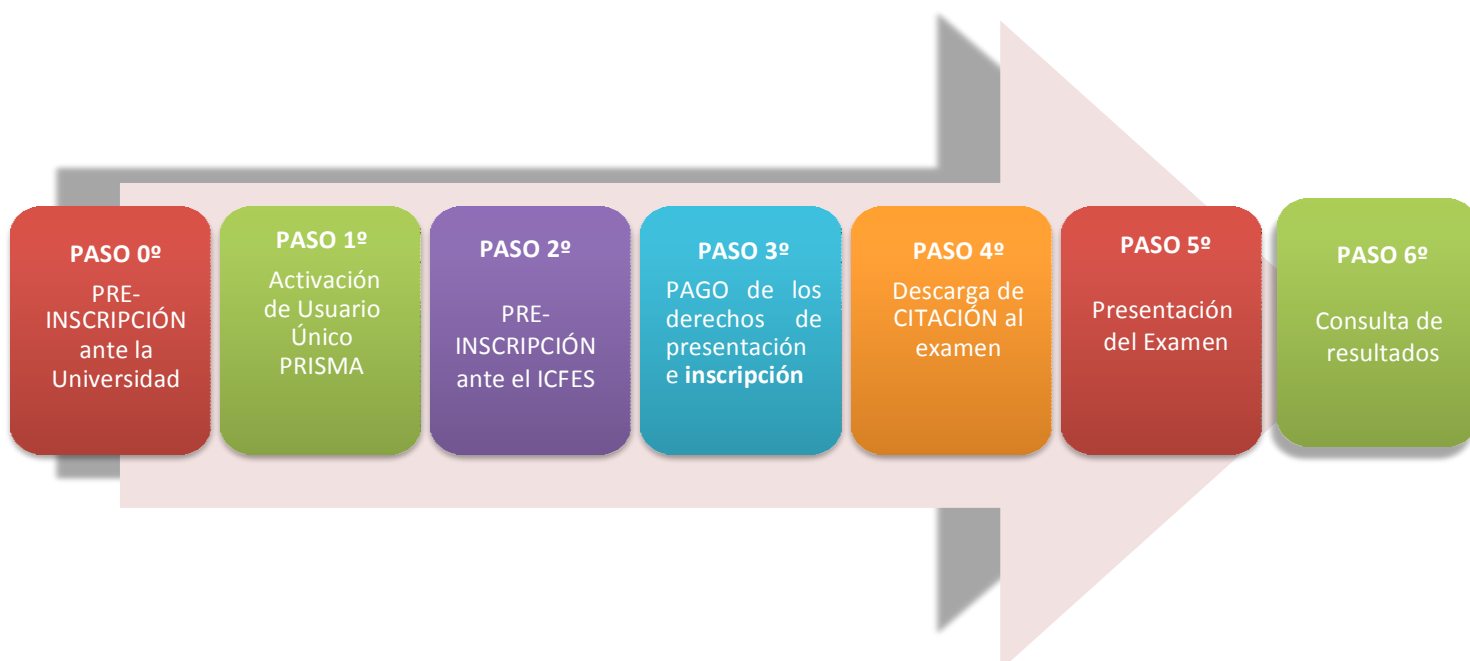 PASO 0º
PRE-
INSCRIPCIÓN
ante la
Universidad
PASO 1º
Activación
de Usuario
Único
PRISMA
PASO 2º
PRE-
INSCRIPCIÓN
ante el ICFES
PASO 3º
PAGO de los
derechos de
presentación
e inscripción
PASO 4º
Descarga de
CITACIÓN al
examen
PASO 5º
Presentación
del Examen
PASO 6º
Consulta de
resultados